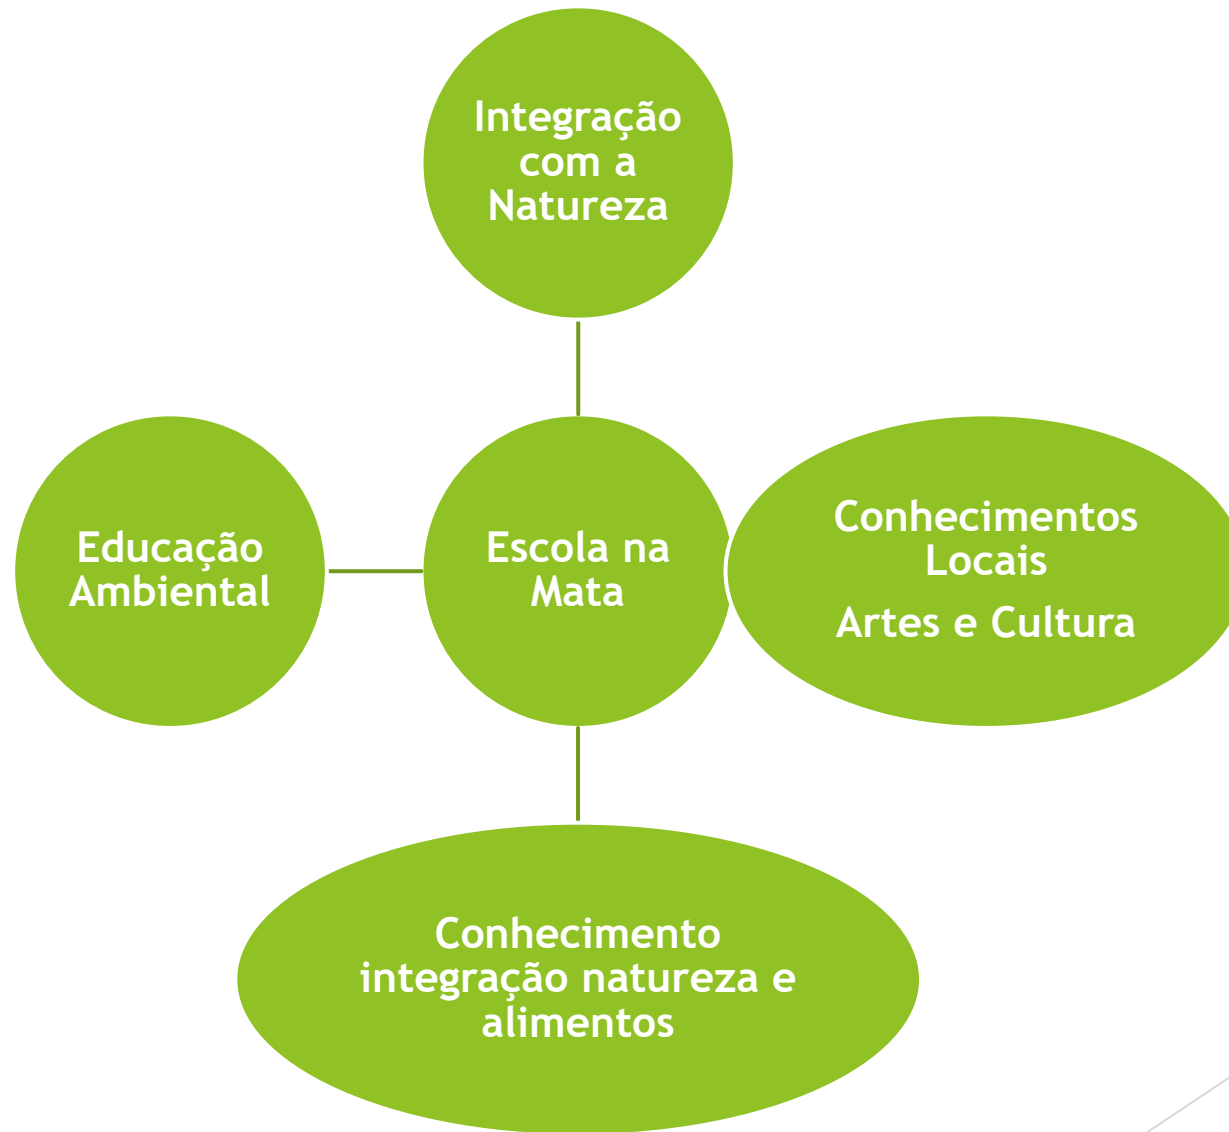 Integração
com a
Natureza
Educação
Ambiental
Escola na
Mata
Conhecimentos
Locais
Artes e Cultura
Conhecimento
integração natureza e
alimentos